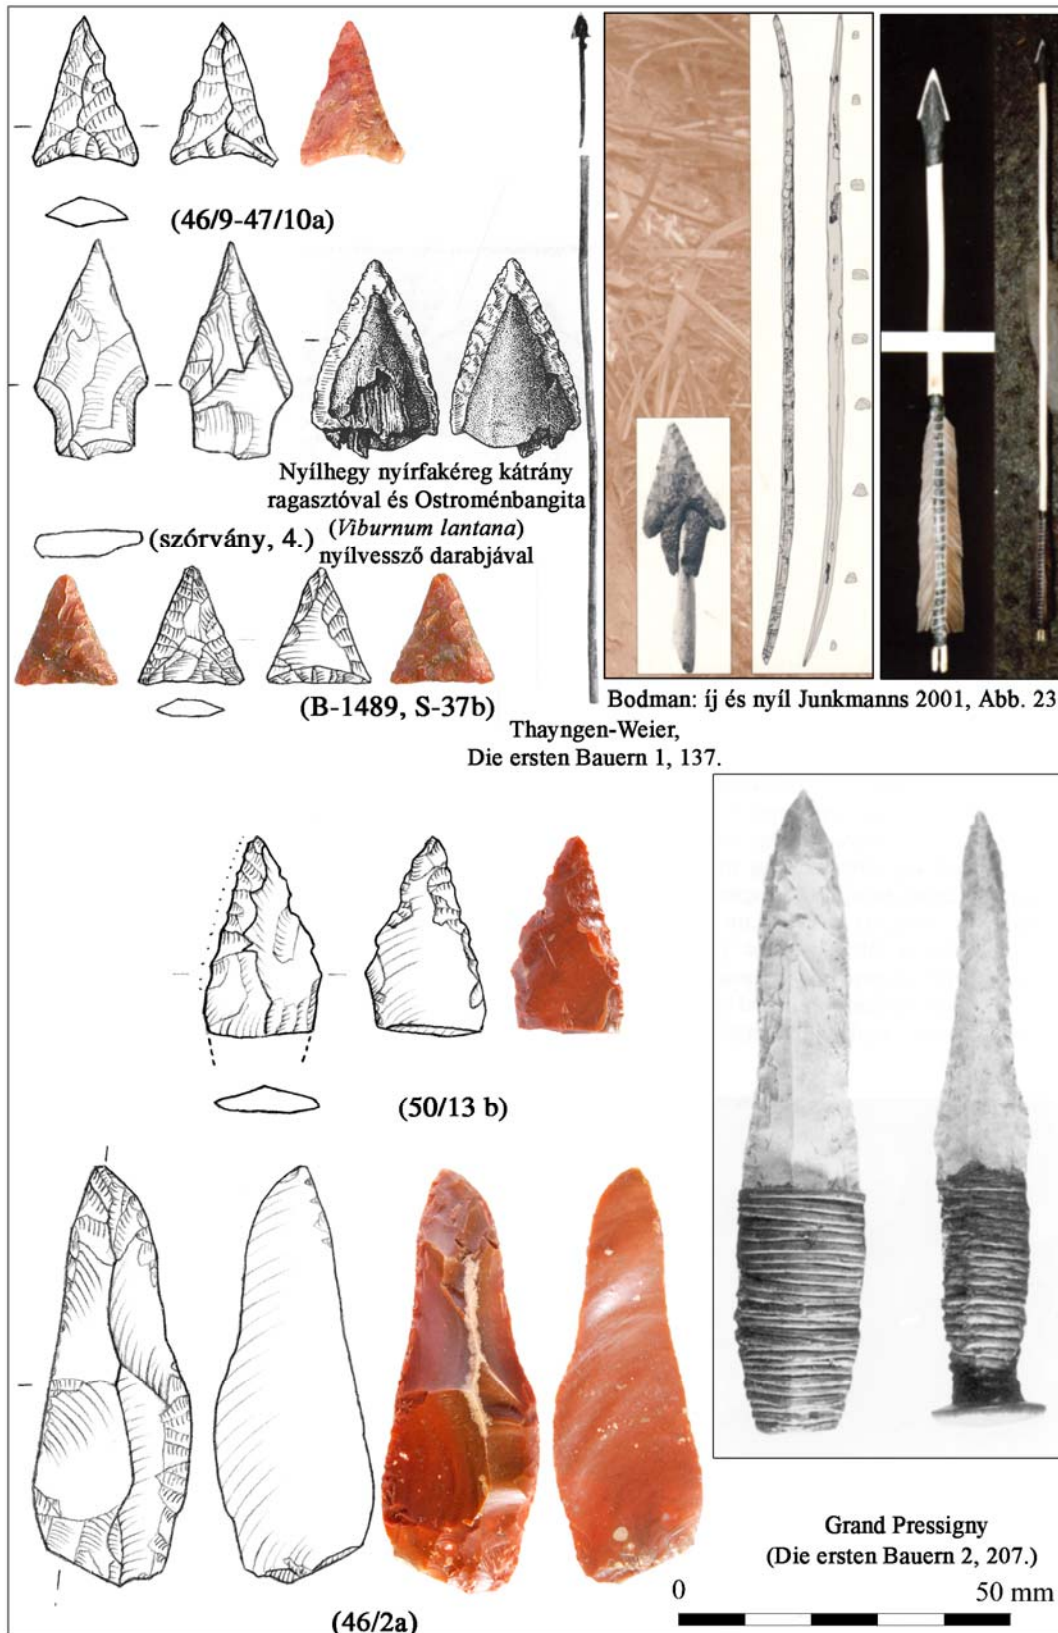 (46/9-47/10a)
Nyílhegy nyírfakéreg kátrány
ragasztóval és Ostroménbangita
(Viburnum lantana)
nyílvessző darabjával
(szórvány, 4.)
(B-1489, S-37b)
Bodman: íj és nyíl Junkmanns 2001, Abb. 23
Thayngen-Weier,
Die ersten Bauern 1, 137.
(50/13 b)
Grand Pressigny
(Die ersten Bauern 2, 207.)
0 50 mm
(46/2a)